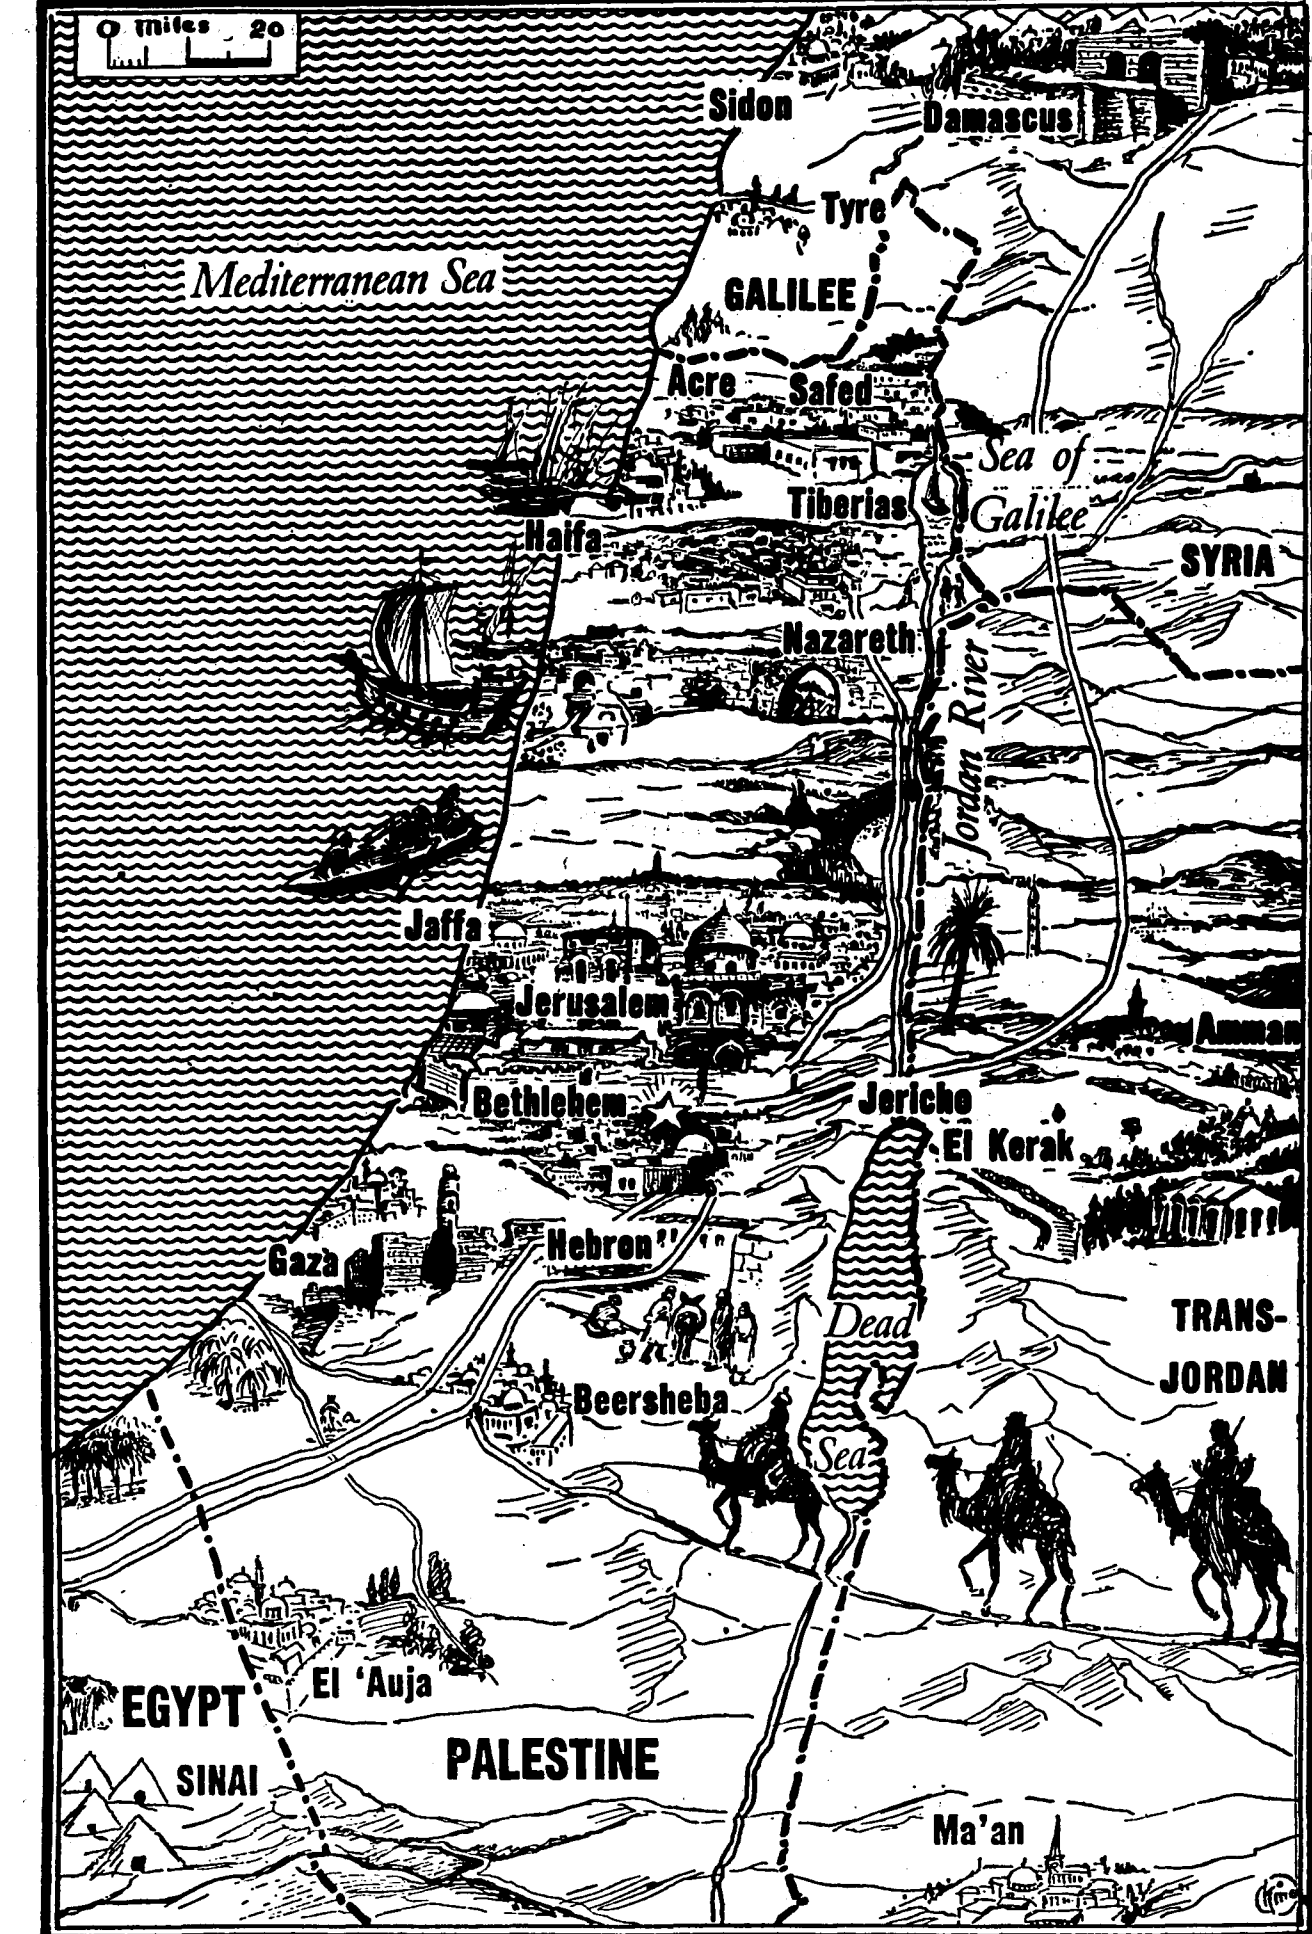 0 Miles 20
Sidon
Damascus
Tyre
Mediterranean Sea
GALILEE
Acre
Safed
Sea of
Galilee
Tiberias
Haifa
SYRIA
Nazareth
Jordan River
Jaffa
Jerusalem
Amman
Bethlehem
Jericho
El Kerak
Hebron
Gaza
Dead
Sea
TRANS-
JORDAN
Beersheba
El ‘Auja
EGYPT
SINAI
PALESTINE
Ma’an